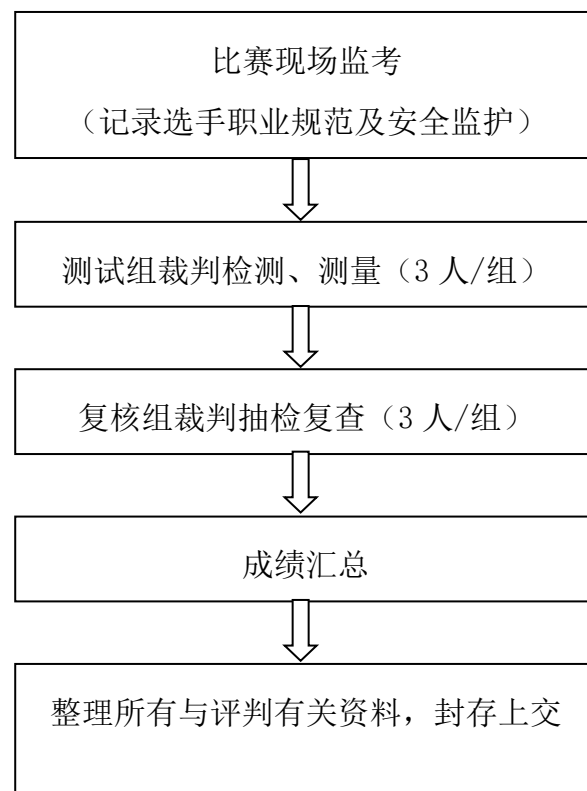 比赛现场监考
（记录选手职业规范及安全监护）
测试组裁判检测、测量（3 人/组）
复核组裁判抽检复查（3 人/组）
成绩汇总
整理所有与评判有关资料，封存上交